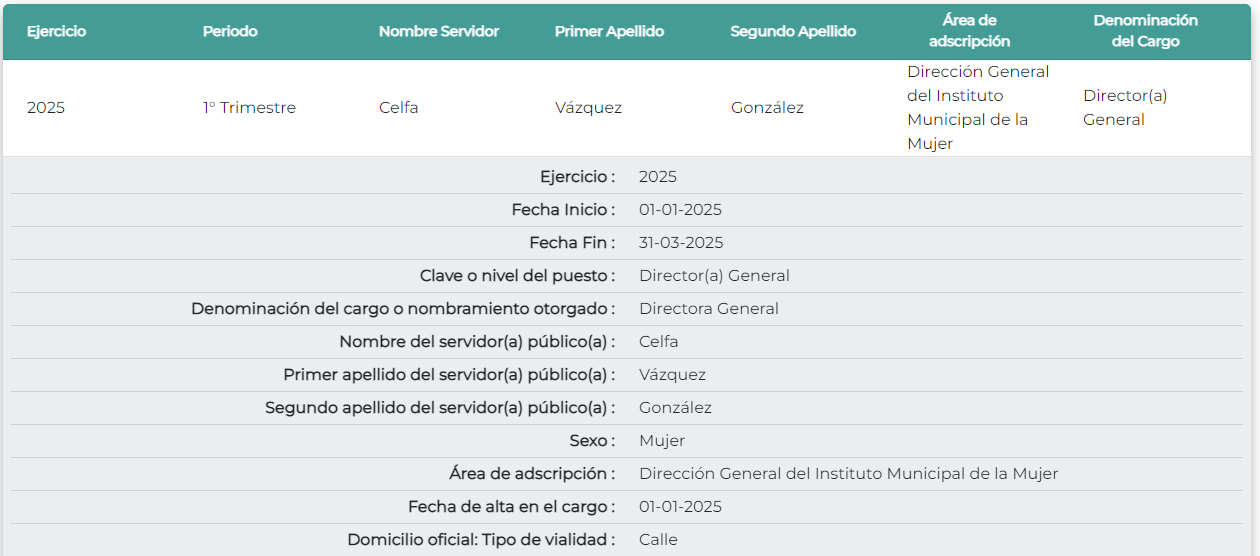 Ejercicio Periodo Nombre Servidor Primer Apellido Segundo Apellido Área de adscripción Denominación del Cargo
2025 1° Trimestre Celfa Vázquez González Dirección General del Instituto Municipal de la Mujer Director(a) General
Ejercicio : 2025
Fecha Inicio : 01-01-2025
Fecha Fin : 31-03-2025
Clave o nivel del puesto : Director(a) General
Denominación del cargo o nombramiento otorgado : Directora General
Nombre del servidor(a) público(a) : Celfa
Primer apellido del servidor(a) público(a) : Vázquez
Segundo apellido del servidor(a) público(a) : González
Sexo : Mujer
Área de adscripción : Dirección General del Instituto Municipal de la Mujer
Fecha de alta en el cargo : 01-01-2025
Domicilio oficial: Tipo de vialidad : Calle